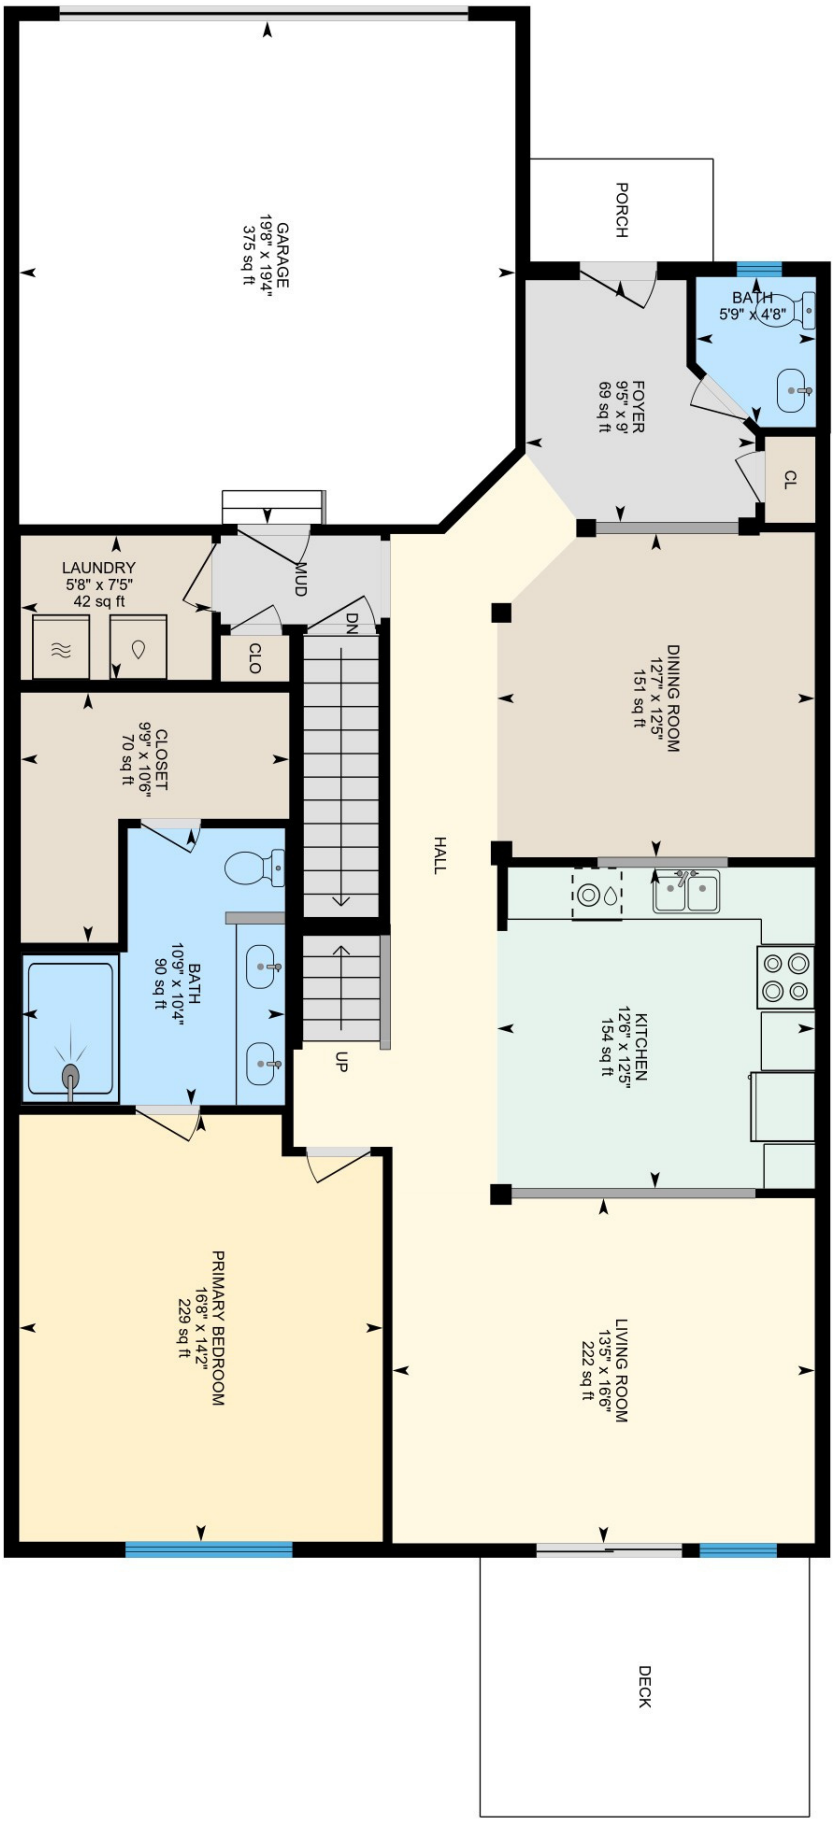 GARAGE
19'8" x 19'4"
375 sq ft
PORCH
BATH
5'9" x 4'8"
FOYER
9'5" x 9'
69 sq ft
CL
LAUNDRY
5'8" x 7'5"
42 sq ft
MUD
DN
CLO
DINING ROOM
12'7" x 12'5"
151 sq ft
CLOSET
9'9" x 10'6"
70 sq ft
HALL
BATH
10'9" x 10'4"
90 sq ft
UP
KITCHEN
12'6" x 12'5"
154 sq ft
PRIMARY BEDROOM
16'8" x 14'2"
229 sq ft
LIVING ROOM
13'5" x 16'6"
222 sq ft
DECK